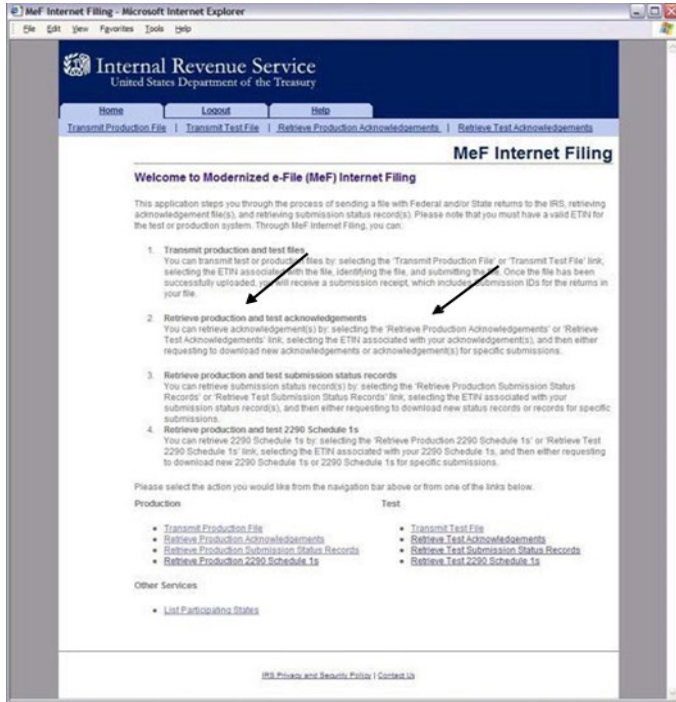 MeF Internet Filing - Microsoft Internet Explorer
File Edit View Favorites Tools Help
Internal Revenue Service
United States Department of the Treasury
Home Logout Help
Transmit Production File | Transmit Test File | Retrieve Production Acknowledgements | Retrieve Test Acknowledgements
MeF Internet Filing
Welcome to Modernized e-File (MeF) Internet Filing
This application steps you through the process of sending a file with Federal and/or State returns to the IRS, retrieving
acknowledgement file(s), and retrieving submission status record(s). Please note that you must have a valid ETIN for
the test or production system. Through MeF Internet Filing, you can:
1. Transmit production and test files
You can transmit test or production files by: selecting the 'Transmit Production File' or 'Transmit Test File' link,
selecting the ETIN associated with the file, identifying the file, and submitting the file. Once the file has been
successfully uploaded, you will receive a submission receipt, which includes Submission IDs for the returns in
your file.
2. Retrieve production and test acknowledgements
You can retrieve acknowledgement(s) by: selecting the 'Retrieve Production Acknowledgements' or 'Retrieve
Test Acknowledgements' link, selecting the ETIN associated with your acknowledgement(s), and then either
requesting to download new acknowledgements or acknowledgement(s) for specific submissions.
3. Retrieve production and test submission status records
You can retrieve submission status record(s) by: selecting the 'Retrieve Production Submission Status
Records' or 'Retrieve Test Submission Status Records' link, selecting the ETIN associated with your
submission status record(s), and then either requesting to download new status records or records for specific
submissions.
4. Retrieve production and test 2290 Schedule 1s
You can retrieve 2290 Schedule 1s by: selecting the 'Retrieve Production 2290 Schedule 1s' or 'Retrieve Test
2290 Schedule 1s' link, selecting the ETIN associated with your 2290 Schedule 1s, and then either requesting
to download new 2290 Schedule 1s or 2290 Schedule 1s for specific submissions.
Please select the action you would like from the navigation bar above or from one of the links below.
Production Test
Transmit Production File
Retrieve Production Acknowledgements
Retrieve Production Submission Status Records
Retrieve Production 2290 Schedule 1s
Transmit Test File
Retrieve Test Acknowledgements
Retrieve Test Submission Status Records
Retrieve Test 2290 Schedule 1s
Other Services
List Participating States
IRS Privacy and Security Policy | Contact Us